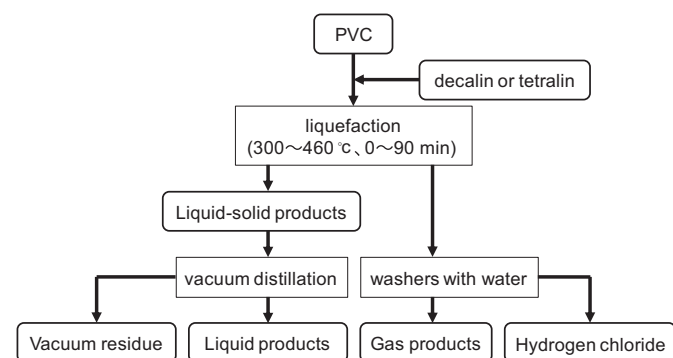 PVC
decalin or tetralin
liquefaction
(300～460 ℃、0～90 min)
Liquid-solid products
vacuum distillation
washers with water
Vacuum residue
Liquid products
Gas products
Hydrogen chloride